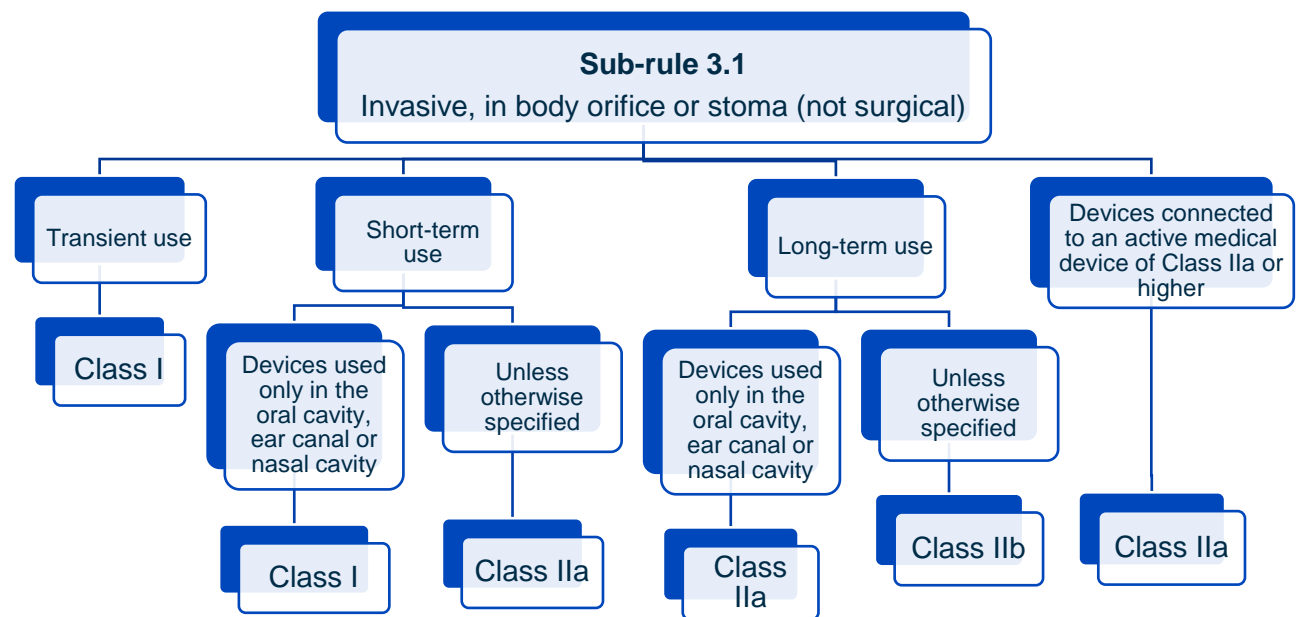 Sub-rule 3.1
Invasive, in body orifice or stoma (not surgical)
Transient use
Short-term
use
Long-term use
Devices connected
to an active medical
device of Class IIa or
higher
Class I
Devices used
only in the
oral cavity,
ear canal or
nasal cavity
Unless
otherwise
specified
Devices used
only in the
oral cavity,
ear canal or
nasal cavity
Unless
otherwise
specified
Class I
Class IIa
Class
IIa
Class IIb
Class IIa